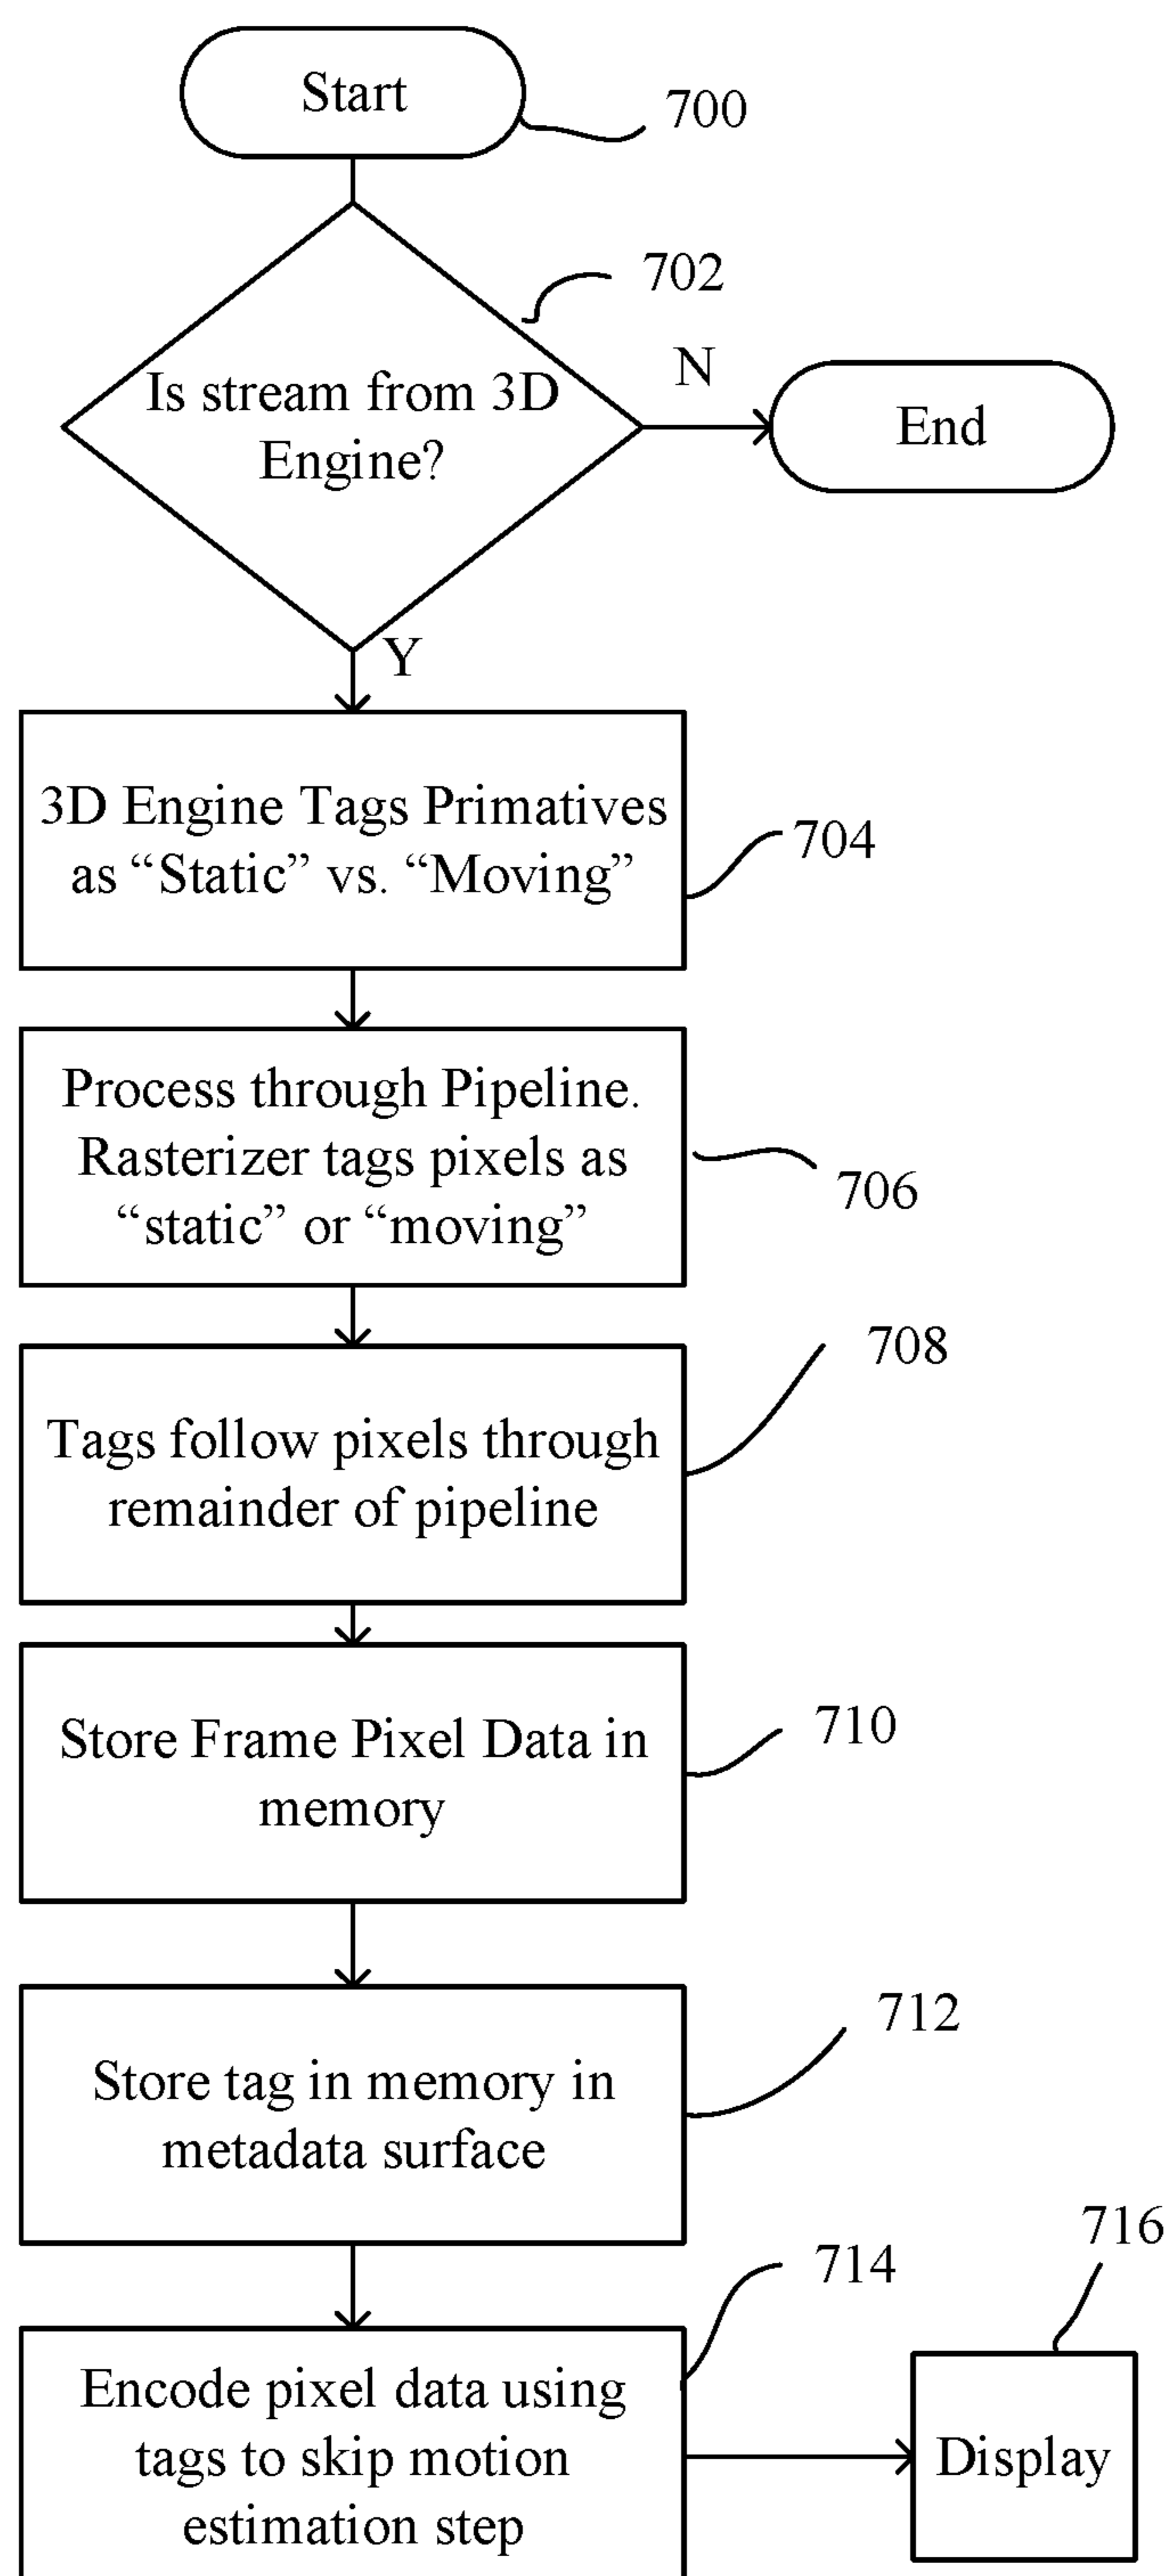 Start
700
702
Is stream from 3D
Engine?
N
End
Y
3D Engine Tags Primatives
as “Static” vs. “Moving”
704
Process through Pipeline.
Rasterizer tags pixels as
“static” or “moving”
706
708
Tags follow pixels through
remainder of pipeline
Store Frame Pixel Data in
memory
710
712
Store tag in memory in
metadata surface
716
714
Encode pixel data using
tags to skip motion
estimation step
Display